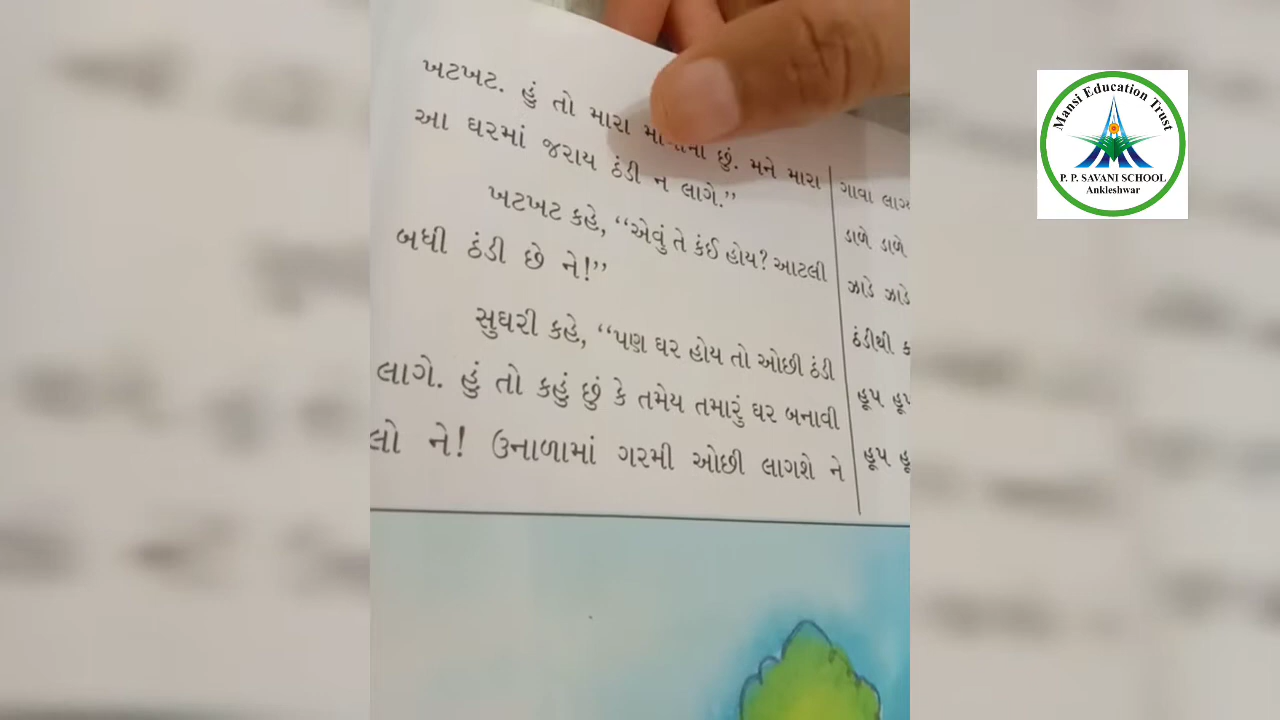 ખટખટ. હું તો મારા છું. મને મારા
આ ઘરમાં જરાય ઠંડી ન લાગે.”
ખટખટ કહે, “એવું તે કંઈ હોય? આટલી
બધી ઠંડી છે ને!”
સુઘરી કહે, “પણ ઘર હોય તો ઓછી ઠંડી
લાગે. હું તો કહું છું કે તમેય તમારું ઘર બનાવી
લો ને! ઉનાળામાં ગરમી ઓછી લાગશે ને
ગાવા
ડાળે ડાળે
ઝાડે ઝાડે
ઠંડીથી
હૂપ હૂપ
હૂપ
Mansi Education Trust
P. P. SAVANI SCHOOL
Ankleshwar